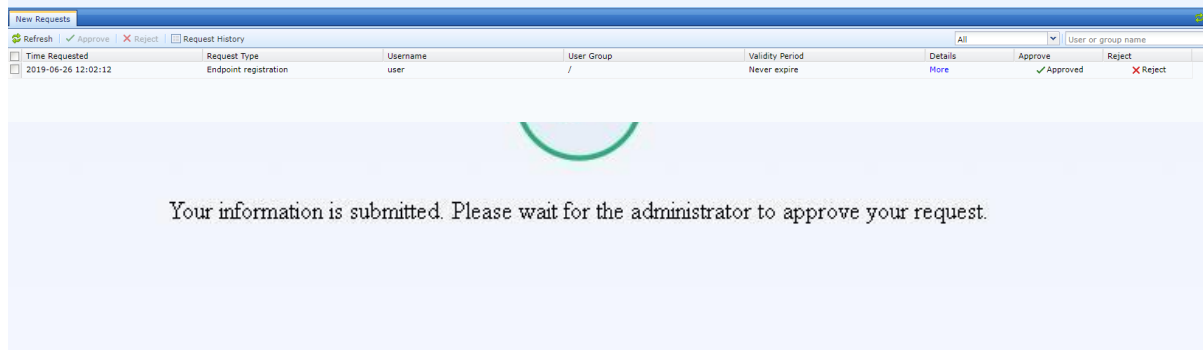 New Requests
Refresh Approve Reject Request History All User or group name
Time Requested Request Type Username User Group Validity Period Details Approve Reject
2019-06-26 12:02:12 Endpoint registration user / Never expire More Approved Reject
Your information is submitted. Please wait for the administrator to approve your request.